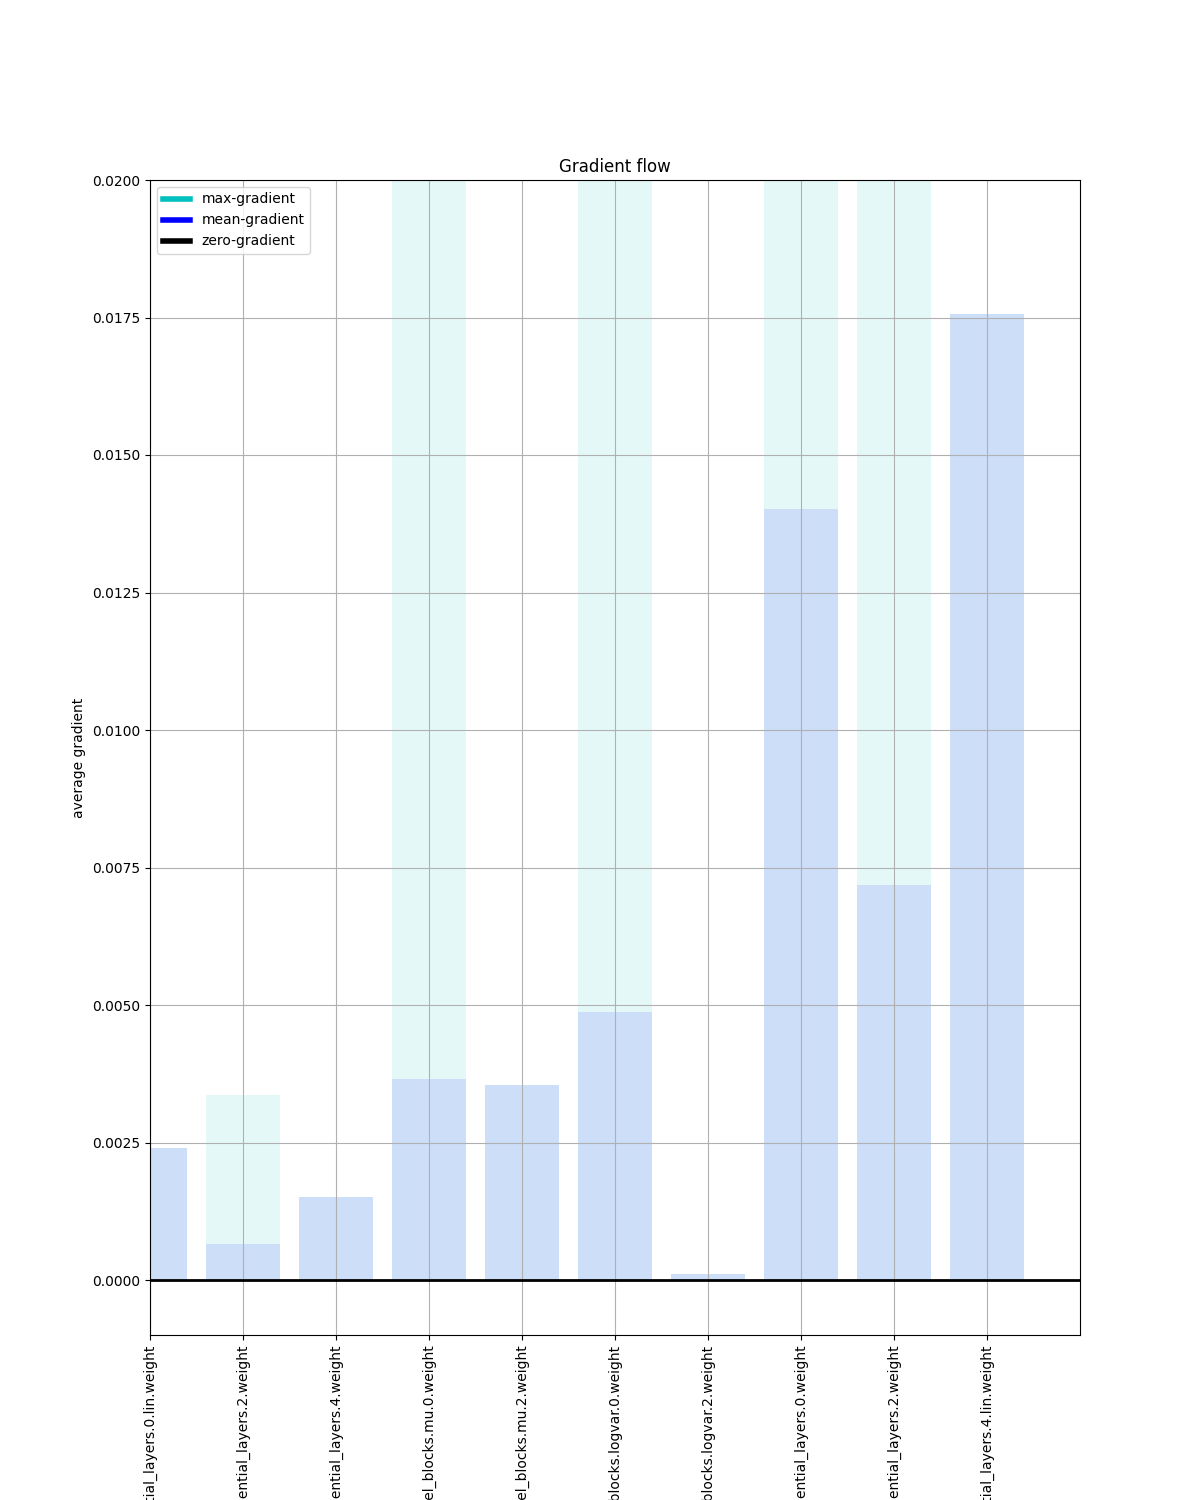 Gradient flow
max-gradient
mean-gradient
zero-gradient
0.0200
0.0175
0.0150
0.0125
0.0100
0.0075
0.0050
0.0025
0.0000
average gradient
tial_layers.0.lin.weight
ential_layers.2.weight
ential_layers.4.weight
el_blocks.mu.0.weight
el_blocks.mu.2.weight
blocks.logvar.0.weight
blocks.logvar.2.weight
ential_layers.0.weight
ential_layers.2.weight
tial_layers.4.lin.weight